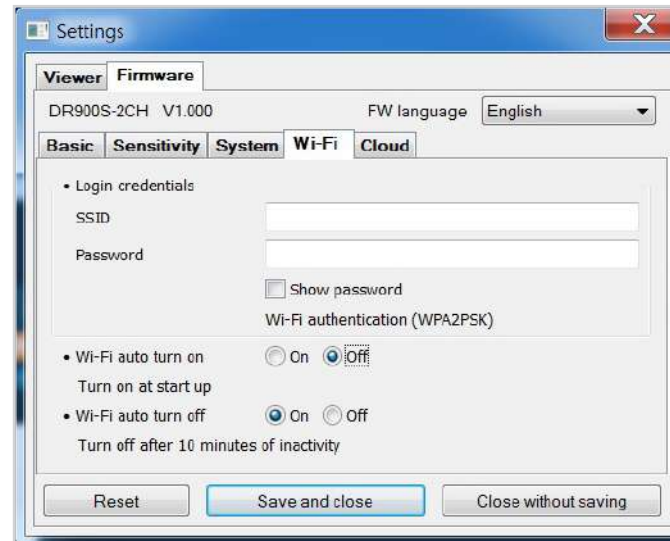 Settings
Viewer Firmware
DR900S-2CH V1.000 FW language English
Basic Sensitivity System Wi-Fi Cloud
• Login credentials
SSID
Password
Show password
Wi-Fi authentication (WPA2PSK)
• Wi-Fi auto turn on On Off
Turn on at start up
• Wi-Fi auto turn off On Off
Turn off after 10 minutes of inactivity
Reset Save and close Close without saving